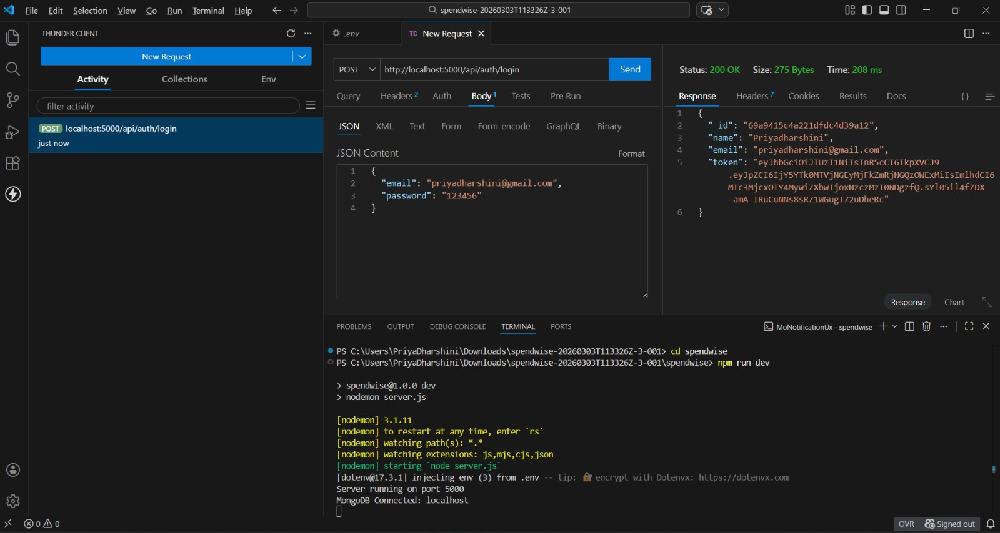 File Edit Selection View Go Run Terminal Help
spendwise-20260303T113326Z-3-001
THUNDER CLIENT
New Request
Activity Collections Env
filter activity
POST localhost:5000/api/auth/login
just now
.env
TC New Request
POST http://localhost:5000/api/auth/login Send
Query Headers 2 Auth Body 1 Tests Pre Run
JSON XML Text Form Form-encode GraphQL Binary
JSON Content Format
1 {
2 "email": "priyadharshini@gmail.com",
3 "password": "123456"
4 }
Status: 200 OK Size: 275 Bytes Time: 208 ms
Response Headers 7 Cookies Results Docs { }
1 {
2 "_id": "69a9415c4a221dfdc4d39a12",
3 "name": "Priyadharshini",
4 "email": "priyadharshini@gmail.com",
5 "token": "eyJhbGciOiJIUzI1NiIsInR5cCI6IkpXVCJ9
.eyJpZCI6IjY5YTk0MTVjNGEyMjFkZmRjNGQzOWExMiIsImlhdCI6
MTc3MjcxOTY4MywiZXhwIjoxNzczMzI0NDgzfQ.sYl05il4fZDX
-amA-IRuCuNNs8sRZ1WGugT72uDheRc"
6 }
Response Chart
PROBLEMS OUTPUT DEBUG CONSOLE TERMINAL PORTS
MoNotificationUx - spendwise
PS C:\Users\PriyaDharshini\Downloads\spendwise-20260303T113326Z-3-001> cd spendwise
PS C:\Users\PriyaDharshini\Downloads\spendwise-20260303T113326Z-3-001\spendwise> npm run dev
> spendwise@1.0.0 dev
> nodemon server.js
[nodemon] 3.1.11
[nodemon] to restart at any time, enter `rs`
[nodemon] watching path(s): *.*
[nodemon] watching extensions: js,mjs,cjs,json
[nodemon] starting `node server.js`
[dotenv@17.3.1] injecting env (3) from .env -- tip: 🔐 encrypt with Dotenvx: https://dotenvx.com
Server running on port 5000
MongoDB Connected: localhost
0 0
OVR Signed out